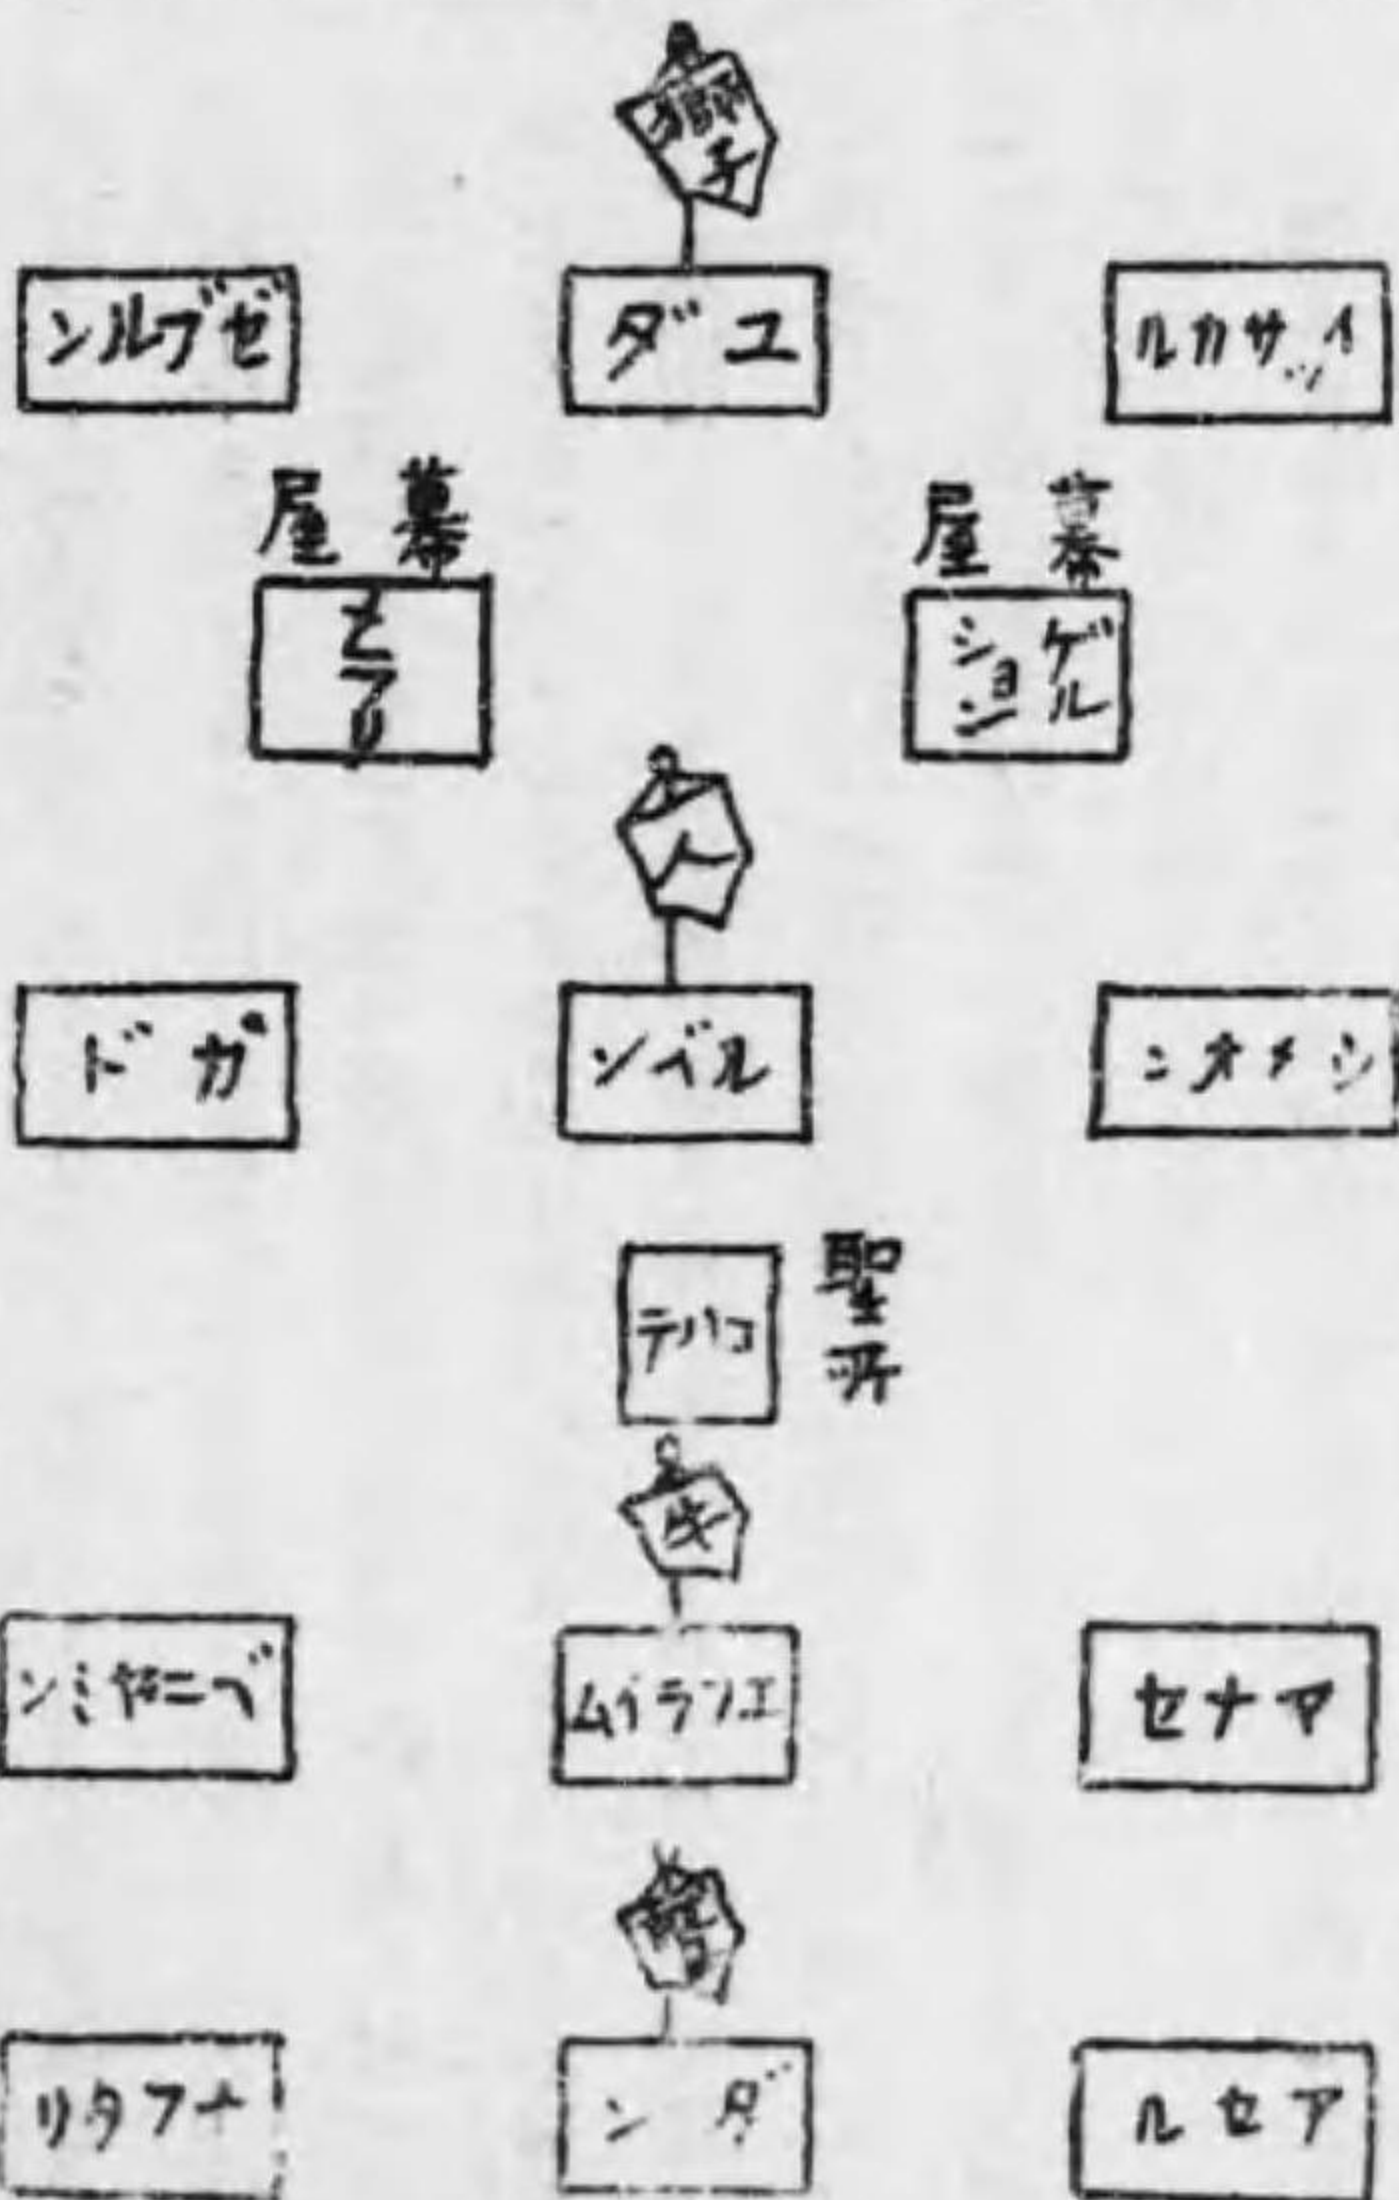 獅子
イッサカル
ユダ
ゼブルン
幕屋
幕屋
ゲル
ション
メラリ
人
シメオン
ルベン
ガド
聖所
コハテ
牛
マナセ
エフライム
ベニヤミン
アセル
ダン
ナフタリ